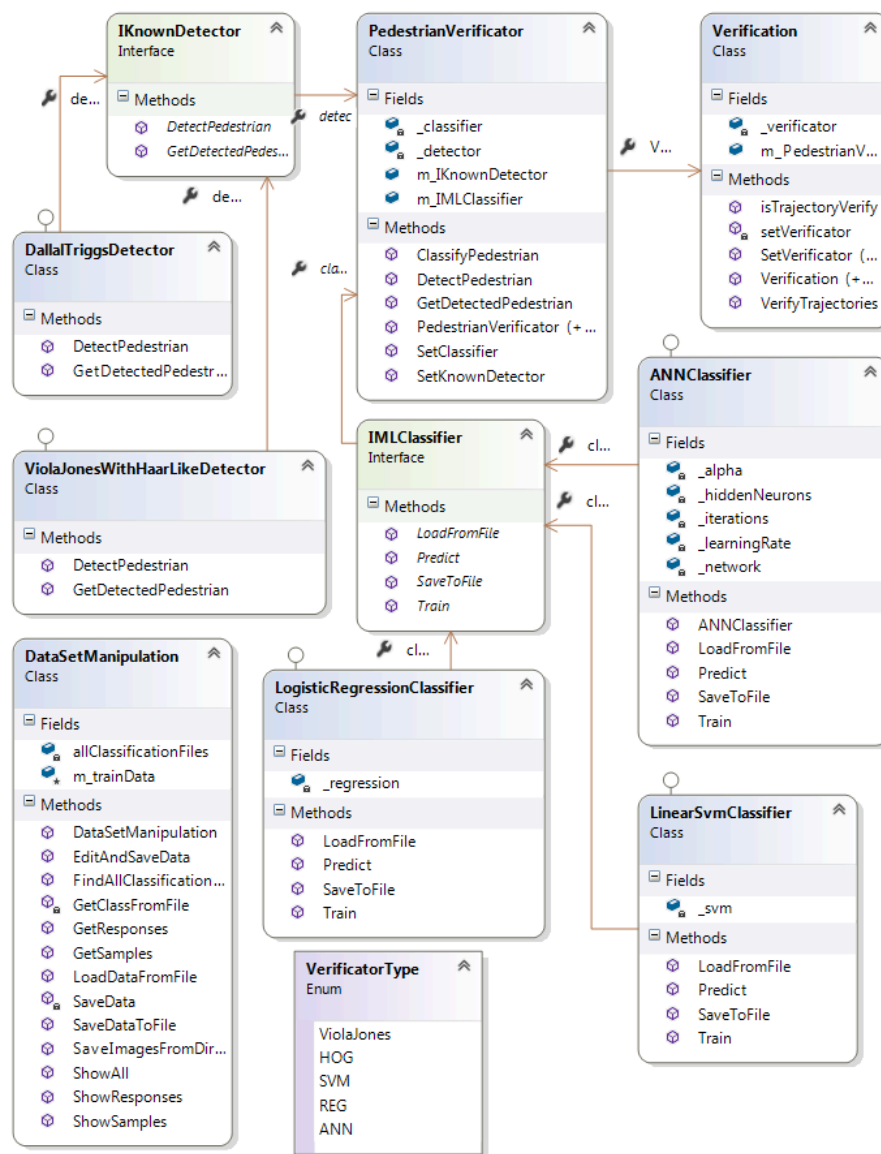 IKnownDetector
Interface
Methods
DetectPedestrian
GetDetectedPedes...
de...
detec
de...
PedestrianVerificator
Class
Fields
_classifier
_detector
m_IKnownDetector
m_IMLClassifier
Methods
ClassifyPedestrian
DetectPedestrian
GetDetectedPedestrian
PedestrianVerificator (+ ...
SetClassifier
SetKnownDetector
V...
cla...
Verification
Class
Fields
_verificator
m_PedestrianV...
Methods
isTrajectoryVerify
setVerificator
SetVerificator (...
Verification (+...
VerifyTrajectories
DallalTriggsDetector
Class
Methods
DetectPedestrian
GetDetectedPedestr...
ViolaJonesWithHaarLikeDetector
Class
Methods
DetectPedestrian
GetDetectedPedestrian
IMLClassifier
Interface
Methods
LoadFromFile
Predict
SaveToFile
Train
cl...
cl...
cl...
ANNClassifier
Class
Fields
_alpha
_hiddenNeurons
_iterations
_learningRate
_network
Methods
ANNClassifier
LoadFromFile
Predict
SaveToFile
Train
DataSetManipulation
Class
Fields
allClassificationFiles
m_trainData
Methods
DataSetManipulation
EditAndSaveData
FindAllClassification...
GetClassFromFile
GetResponses
GetSamples
LoadDataFromFile
SaveData
SaveDataToFile
SaveImagesFromDir...
ShowAll
ShowResponses
ShowSamples
LogisticRegressionClassifier
Class
Fields
_regression
Methods
LoadFromFile
Predict
SaveToFile
Train
LinearSvmClassifier
Class
Fields
_svm
Methods
LoadFromFile
Predict
SaveToFile
Train
VerificatorType
Enum
ViolaJones
HOG
SVM
REG
ANN